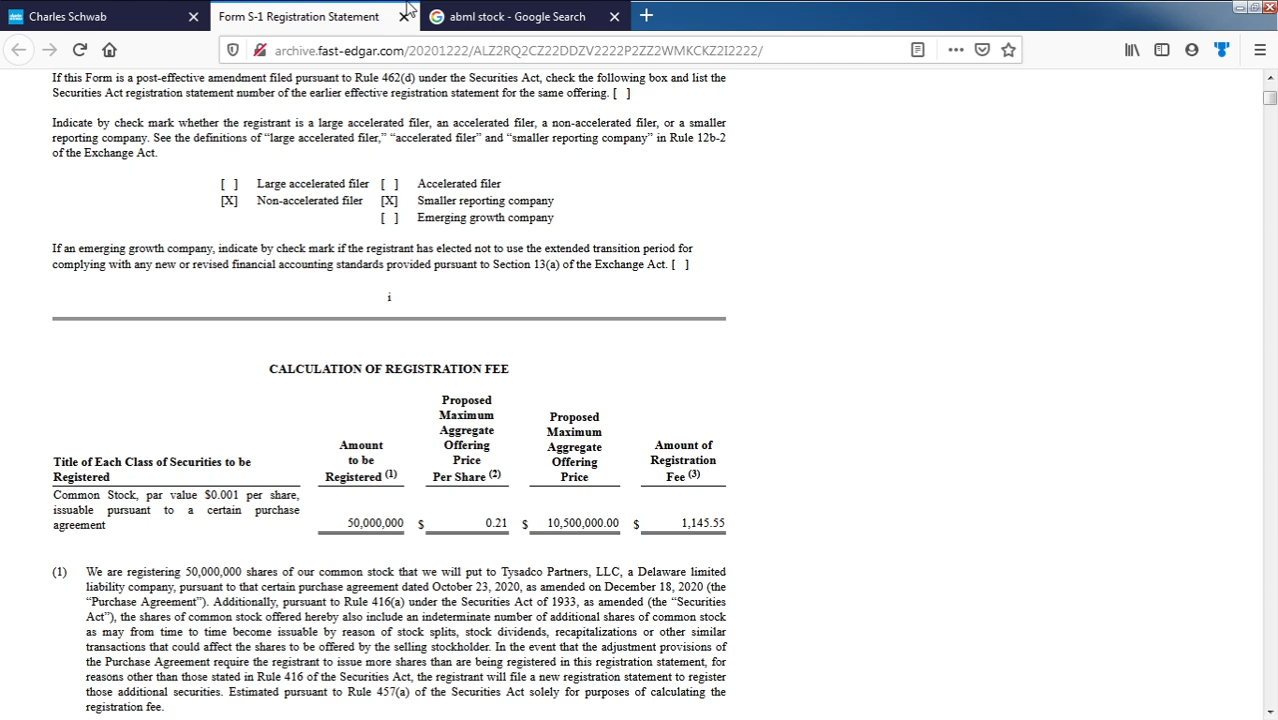 Charles Schwab
Form S-1 Registration Statement
abml stock - Google Search
archive.fast-edgar.com/20201222/ALZ2RQ2CZ22DDZV2222P2ZZ2WMKCKZ2I2222/
If this Form is a post-effective amendment filed pursuant to Rule 462(d) under the Securities Act, check the following box and list the
Securities Act registration statement number of the earlier effective registration statement for the same offering. [ ]
Indicate by check mark whether the registrant is a large accelerated filer, an accelerated filer, a non-accelerated filer, or a smaller
reporting company. See the definitions of “large accelerated filer,” “accelerated filer” and “smaller reporting company” in Rule 12b-2
of the Exchange Act.
[ ] Large accelerated filer [ ] Accelerated filer
[X] Non-accelerated filer [X] Smaller reporting company
[ ] Emerging growth company
If an emerging growth company, indicate by check mark if the registrant has elected not to use the extended transition period for
complying with any new or revised financial accounting standards provided pursuant to Section 13(a) of the Exchange Act. [ ]
i
CALCULATION OF REGISTRATION FEE
Title of Each Class of Securities to be
Registered
Amount
to be
Registered (1)
Proposed
Maximum
Aggregate
Offering
Price
Per Share (2)
Proposed
Maximum
Aggregate
Offering
Price
Amount of
Registration
Fee (3)
Common Stock, par value $0.001 per share,
issuable pursuant to a certain purchase
agreement 50,000,000 $ 0.21 $ 10,500,000.00 $ 1,145.55
(1) We are registering 50,000,000 shares of our common stock that we will put to Tysadco Partners, LLC, a Delaware limited
liability company, pursuant to that certain purchase agreement dated October 23, 2020, as amended on December 18, 2020 (the
“Purchase Agreement”). Additionally, pursuant to Rule 416(a) under the Securities Act of 1933, as amended (the “Securities
Act”), the shares of common stock offered hereby also include an indeterminate number of additional shares of common stock
as may from time to time become issuable by reason of stock splits, stock dividends, recapitalizations or other similar
transactions that could affect the shares to be offered by the selling stockholder. In the event that the adjustment provisions of
the Purchase Agreement require the registrant to issue more shares than are being registered in this registration statement, for
reasons other than those stated in Rule 416 of the Securities Act, the registrant will file a new registration statement to register
those additional securities. Estimated pursuant to Rule 457(a) of the Securities Act solely for purposes of calculating the
registration fee.